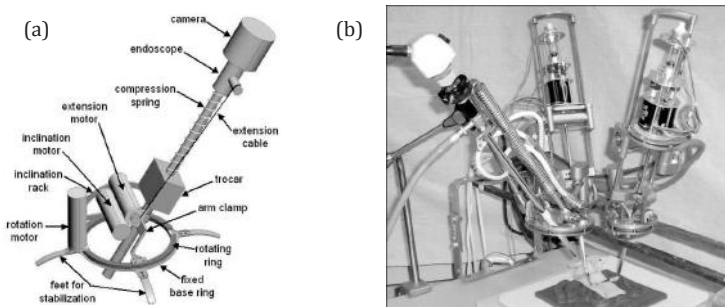 (a)
camera
endoscope
compression
spring
extension
motor
extension
cable
inclination
motor
inclination
rack
trocar
rotation
motor
arm clamp
rotating
ring
fixed
base ring
feet for
stabilization
(b)